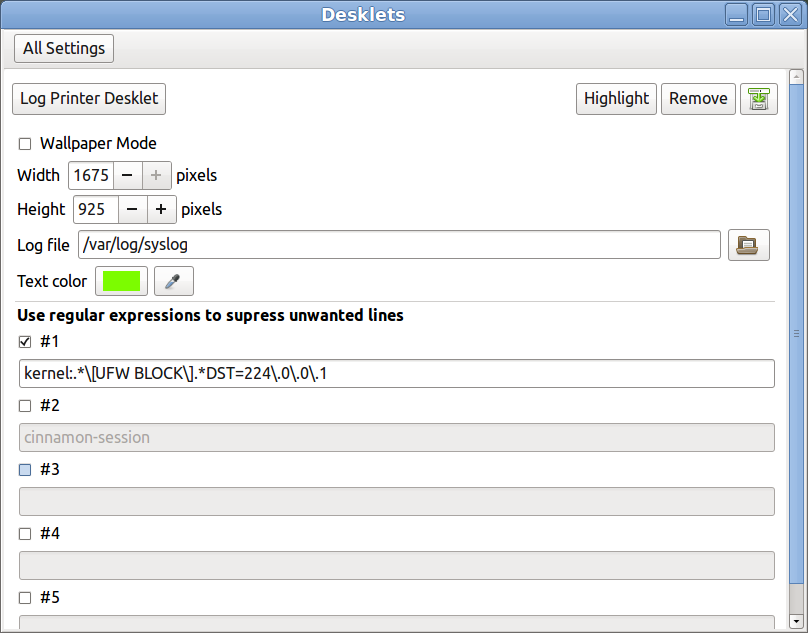 Desklets
All Settings
Log Printer Desklet Highlight Remove
Wallpaper Mode
Width 1675 − + pixels
Height 925 − + pixels
Log file /var/log/syslog
Text color
Use regular expressions to supress unwanted lines
#1
kernel:.*\[UFW BLOCK\].*DST=224\.0\.0\.1
#2
cinnamon-session
#3
#4
#5